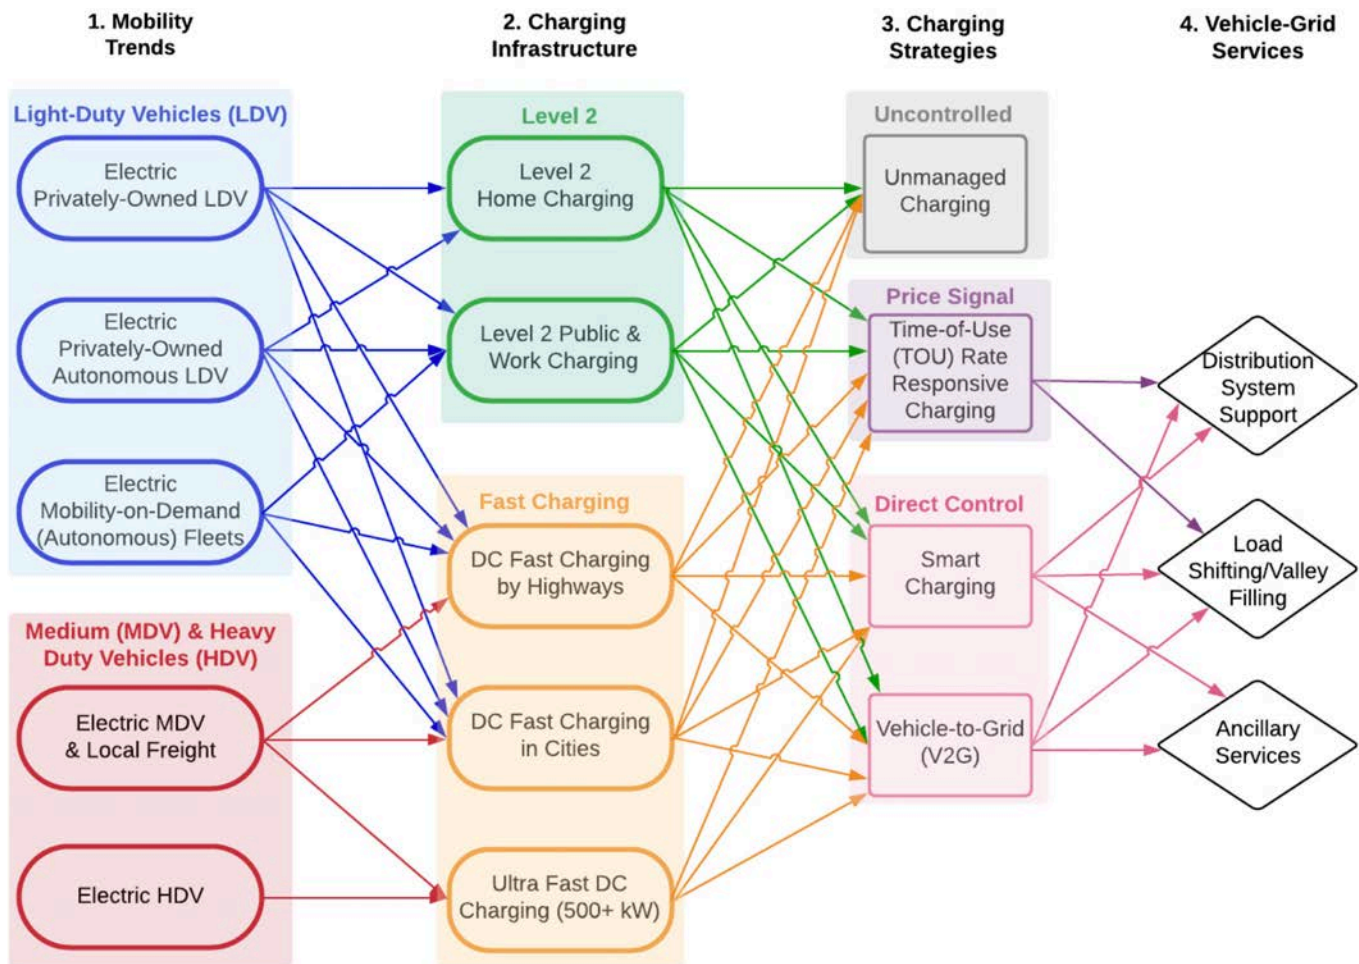 1. Mobility
Trends
2. Charging
Infrastructure
3. Charging
Strategies
4. Vehicle-Grid
Services
Light-Duty Vehicles (LDV)
Electric
Privately-Owned LDV
Electric
Privately-Owned
Autonomous LDV
Electric
Mobility-on-Demand
(Autonomous) Fleets
Medium (MDV) & Heavy
Duty Vehicles (HDV)
Electric MDV
& Local Freight
Electric HDV
Level 2
Level 2
Home Charging
Level 2 Public &
Work Charging
Fast Charging
DC Fast Charging
by Highways
DC Fast Charging
in Cities
Ultra Fast DC
Charging (500+ kW)
Uncontrolled
Unmanaged
Charging
Price Signal
Time-of-Use
(TOU) Rate
Responsive
Charging
Direct Control
Smart
Charging
Vehicle-to-Grid
(V2G)
Distribution
System
Support
Load
Shifting/Valley
Filling
Ancillary
Services